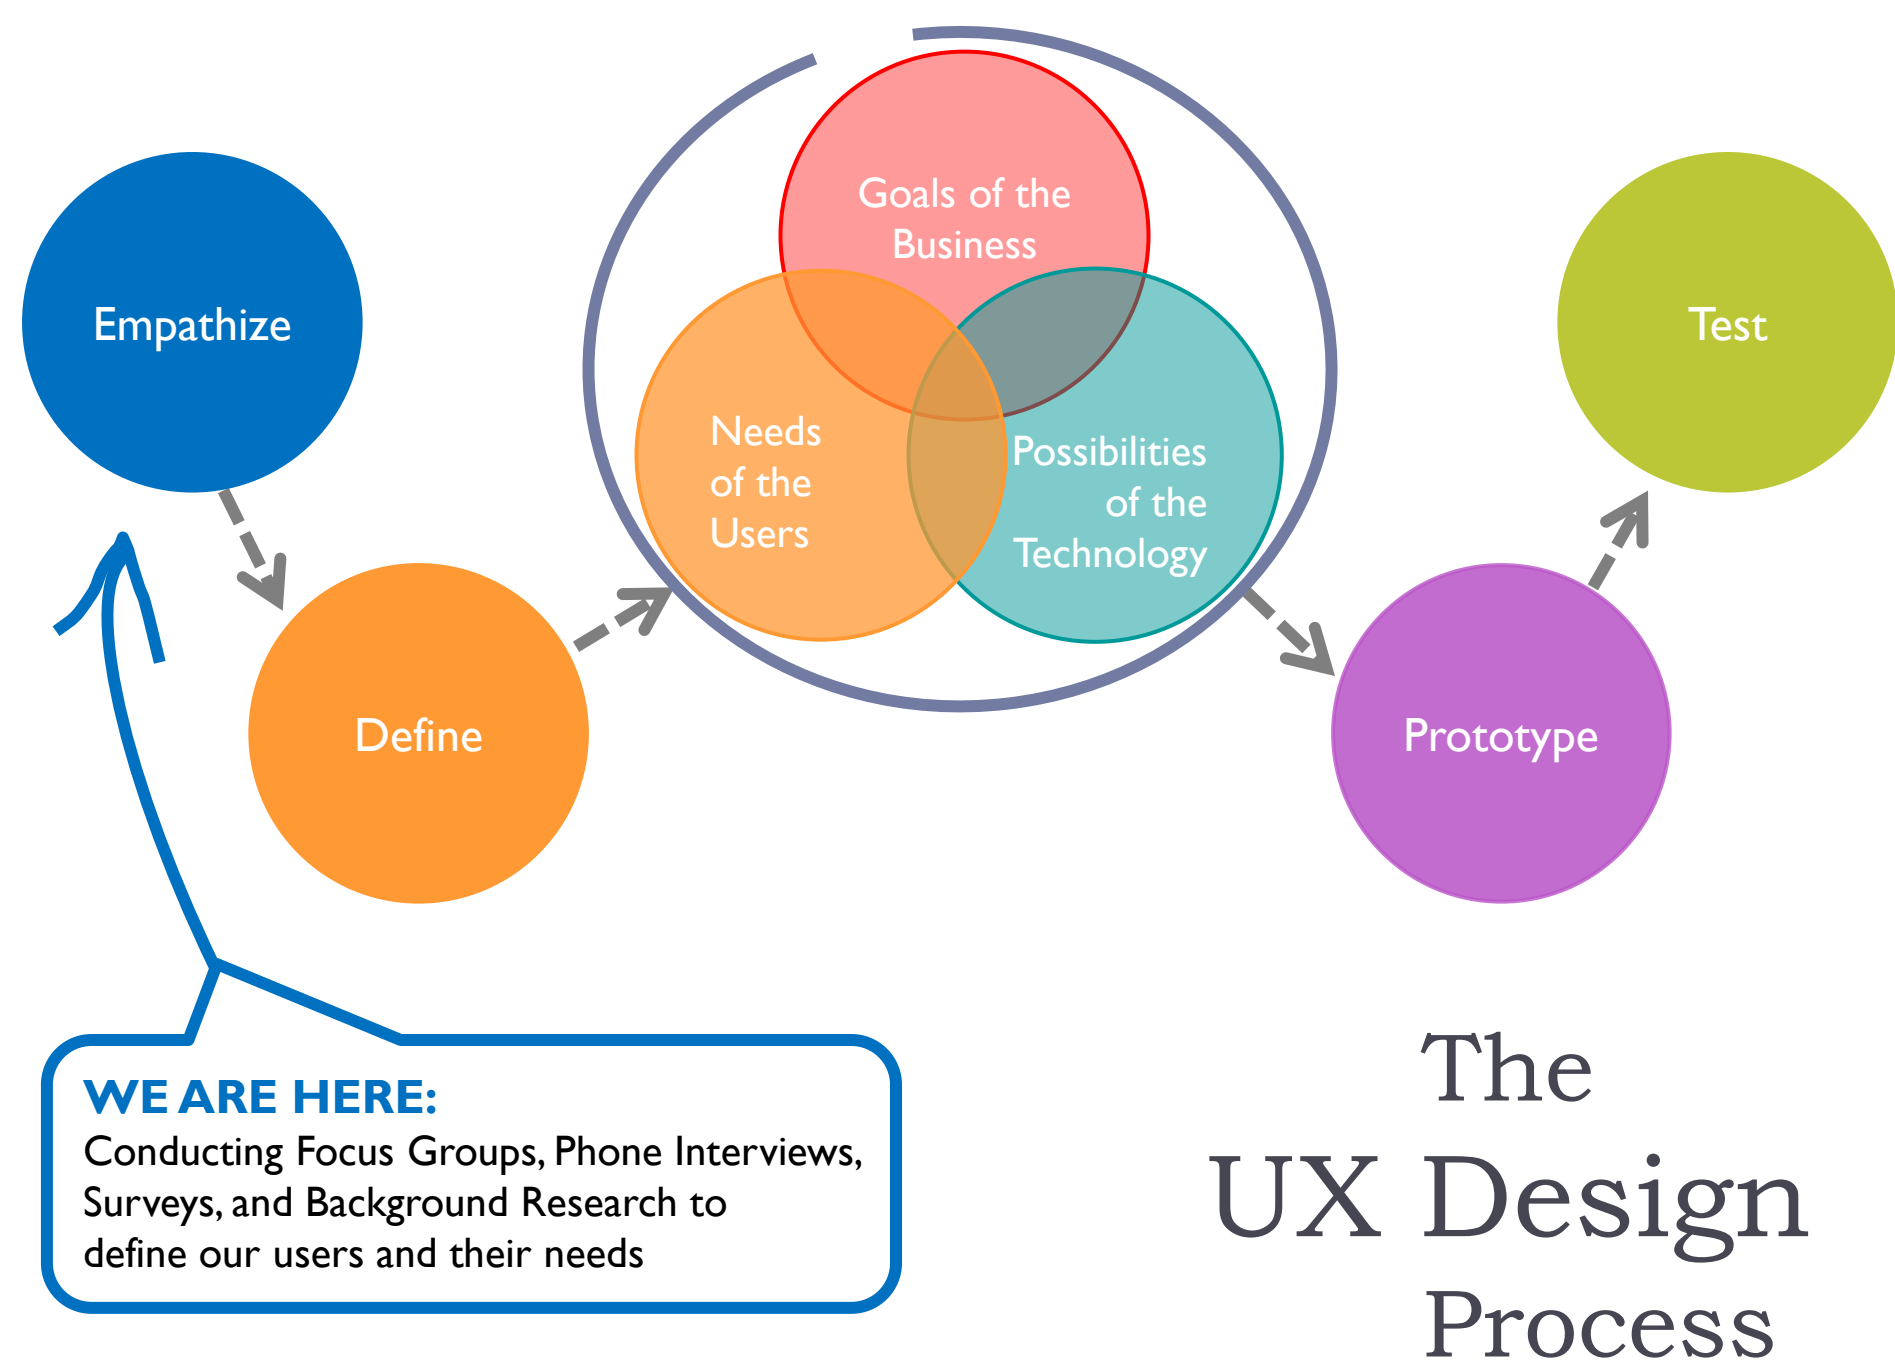 Empathize
Define
Goals of the
Business
Needs
of the
Users
Possibilities
of the
Technology
Prototype
Test
WE ARE HERE:
Conducting Focus Groups, Phone Interviews,
Surveys, and Background Research to
define our users and their needs
The
UX Design
Process